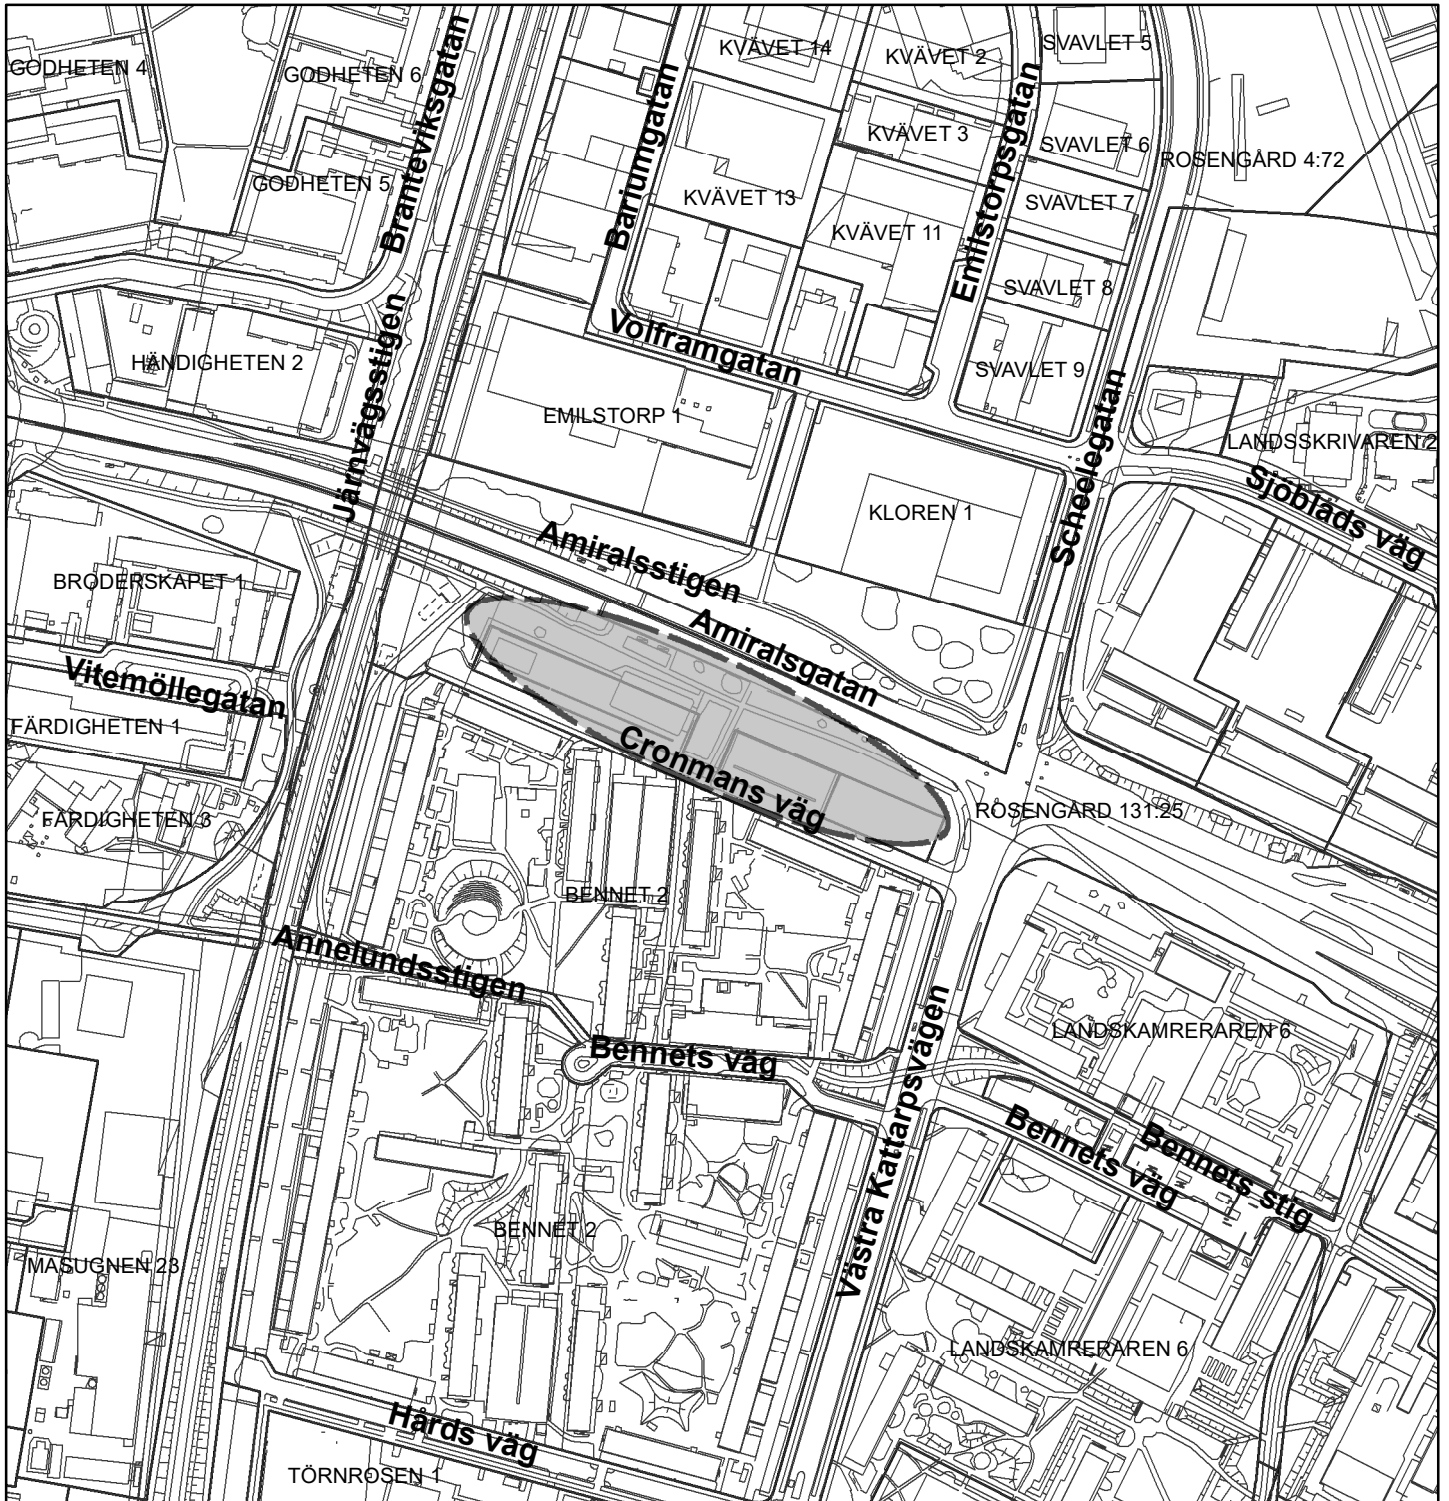 KVÄVET 14
KVÄVET 2
SVAVLET 5
GODHETEN 4
GODHETEN 6
Branteviksgatan
Bariumgatan
Emilstorpsgatan
KVÄVET 3
SVAVLET 6
ROSENGÅRD 4:72
GODHETEN 5
KVÄVET 13
SVAVLET 7
KVÄVET 11
SVAVLET 8
Volframgatan
HÄNDIGHETEN 2
SVAVLET 9
Järnvägsstigen
EMILSTORP 1
Scheelegatan
LANDSSKRIVAREN 2
Sjöblads väg
KLOREN 1
Amiralsstigen
BRODERSKAPET 1
Amiralsgatan
Vitemöllegatan
FÄRDIGHETEN 1
Cronmans väg
FÄRDIGHETEN 3
ROSENGÅRD 131:25
BENNET 2
Annelundsstigen
LANDSKAMRERAREN 6
Bennets väg
Västra Kattarpsvägen
Bennets väg
Bennets stig
BENNET 2
MASUGNEN 23
LANDSKAMRERAREN 6
Hårds väg
TÖRNROSEN 1